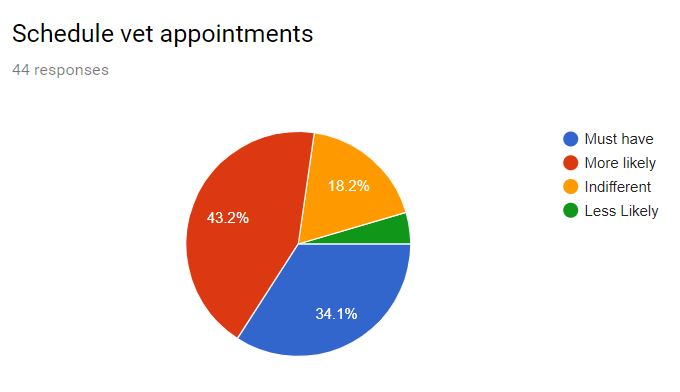 Schedule vet appointments
44 responses
Must have
More likely
Indifferent
Less Likely
18.2%
43.2%
34.1%